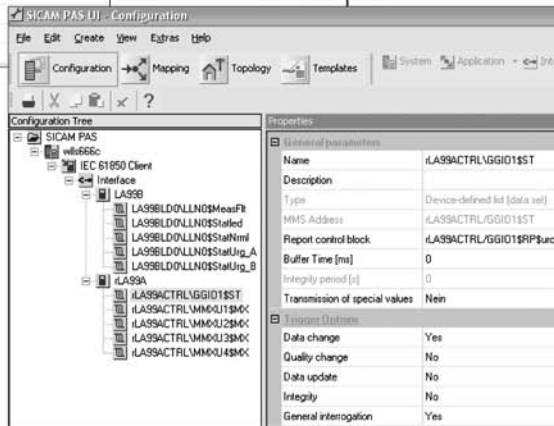 SICAM PAS UI - Configuration
File Edit Create View Extras Help
Configuration Mapping Topology Templates System Application
Configuration Tree
Properties
SICAM PAS
wlls666c
IEC 61850 Client
Interface
LA99B
LA99BLD0\LLN0$MeasFlt
LA99BLD0\LLN0$StatLed
LA99BLD0\LLN0$StatNrml
LA99BLD0\LLN0$StatUrg_A
LA99BLD0\LLN0$StatUrg_B
rLA99A
rLA99ACTRL\GGIO1$ST
rLA99ACTRL\MMXU1$MX
rLA99ACTRL\MMXU2$MX
rLA99ACTRL\MMXU3$MX
rLA99ACTRL\MMXU4$MX
General parameters
Name rLA99ACTRL\GGIO1$ST
Description
Type Device-defined list (data set)
MMS Address rLA99ACTRL/GGIO1$ST
Report control block rLA99ACTRL/GGIO1$RP$urc
Buffer Time [ms] 0
Integrity period [s] 0
Transmission of special values Nein
Trigger Options
Data change Yes
Quality change No
Data update No
Integrity No
General interrogation Yes